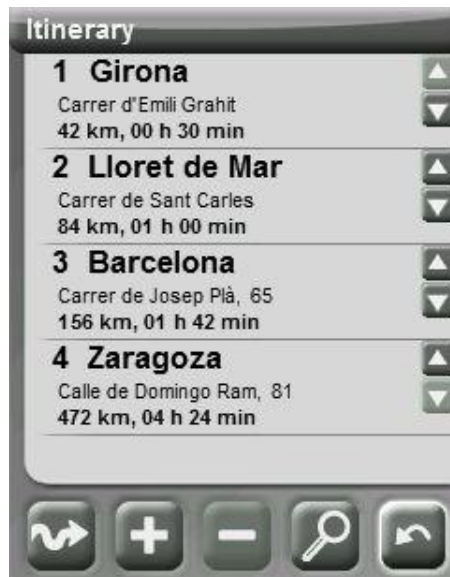 Itinerary
1 Girona
Carrer d'Emili Grahit
42 km, 00 h 30 min
2 Lloret de Mar
Carrer de Sant Carles
84 km, 01 h 00 min
3 Barcelona
Carrer de Josep Plà, 65
156 km, 01 h 42 min
4 Zaragoza
Calle de Domingo Ram, 81
472 km, 04 h 24 min